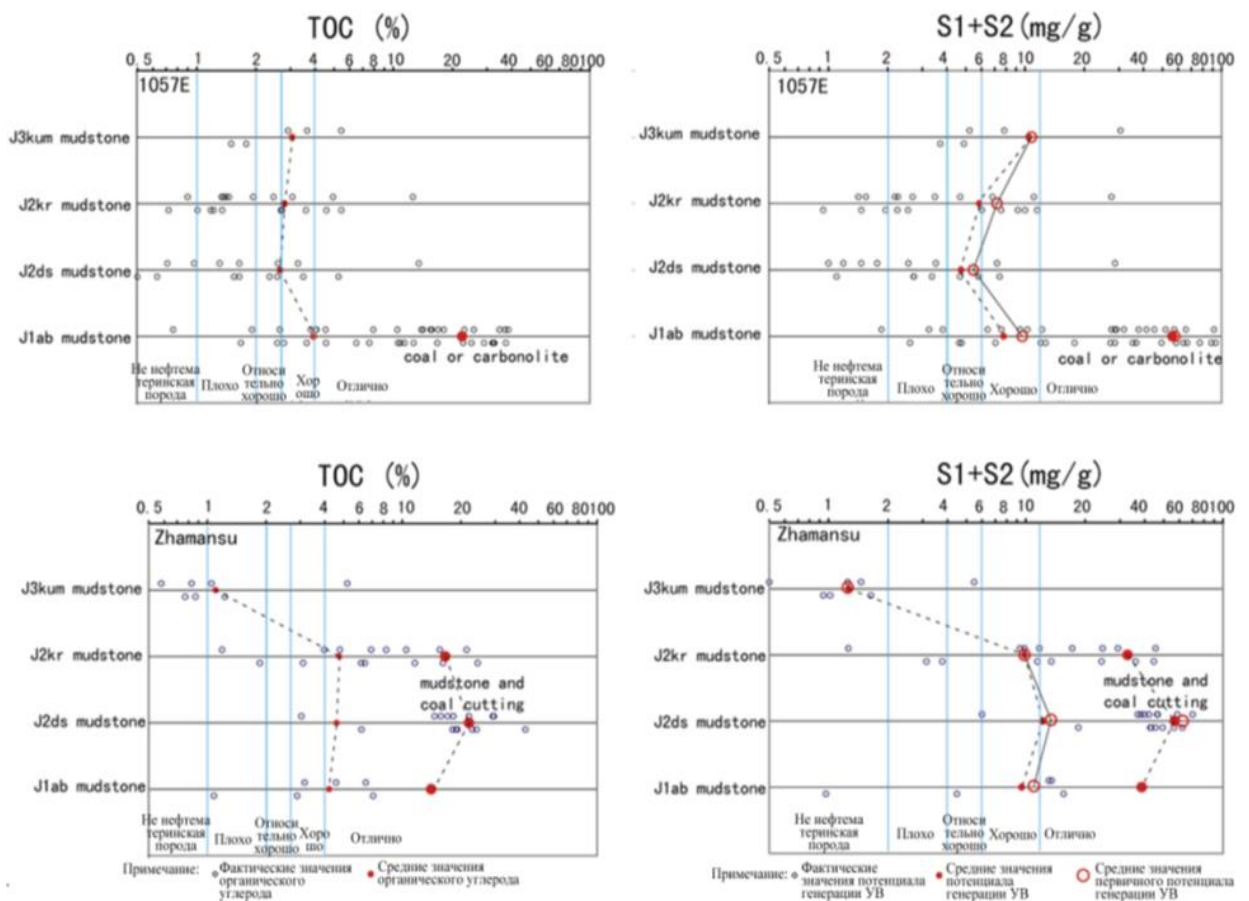 TOC (%)
0.5 1 2 4 6 8 10 20 40 60 80100
1057E
J3kum mudstone
J2kr mudstone
J2ds mudstone
J1ab mudstone
coal or carbonolite
Не нефтема
теринская
порода
Плохо
Относи
тельно
хорошо
Хор
ошо
Отлично
S1+S2(mg/g)
0.5 1 2 4 6 8 10 20 40 60 80 100
1057E
J3kum mudstone
J2kr mudstone
J2ds mudstone
J1ab mudstone
coal or carbonolite
Не нефтема
теринская
порода
Плохо
Относи
тельно
хорошо
Хорошо
Отлично
TOC (%)
0.5 1 2 4 6 8 10 20 40 60 80100
Zhamansu
J3kum mudstone
J2kr mudstone
mudstone and
coal cutting
J2ds mudstone
J1ab mudstone
Не нефтема
теринская
порода
Плохо
Относи
тельно
хорошо
Хоро
шо
Отлично
Примечание: Фактические значения
органического
углерода
Средние значения
органического углерода
S1+S2(mg/g)
0.5 1 2 4 6 8 10 20 40 60 80 100
Zhamansu
J3kum mudstone
J2kr mudstone
mudstone and
coal cutting
J2ds mudstone
J1ab mudstone
Не нефтема
теринская
порода
Плохо
Относи
тельно
хорошо
Хорошо
Отлично
Примечание: Фактические
значения потенциала
генерации УВ
Средние значения
потенциала
генерации УВ
Средние значения
первичного потенциала
генерации УВ